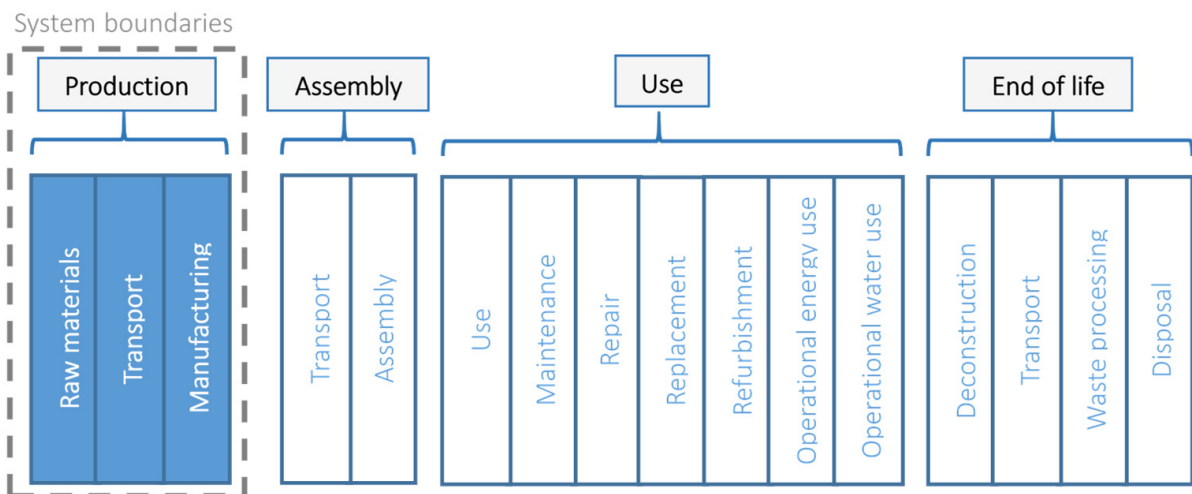 System boundaries
Production
Assembly
Use
End of life
Raw materials
Transport
Manufacturing
Transport
Assembly
Use
Maintenance
Repair
Replacement
Refurbishment
Operational energy use
Operational water use
Deconstruction
Transport
Waste processing
Disposal